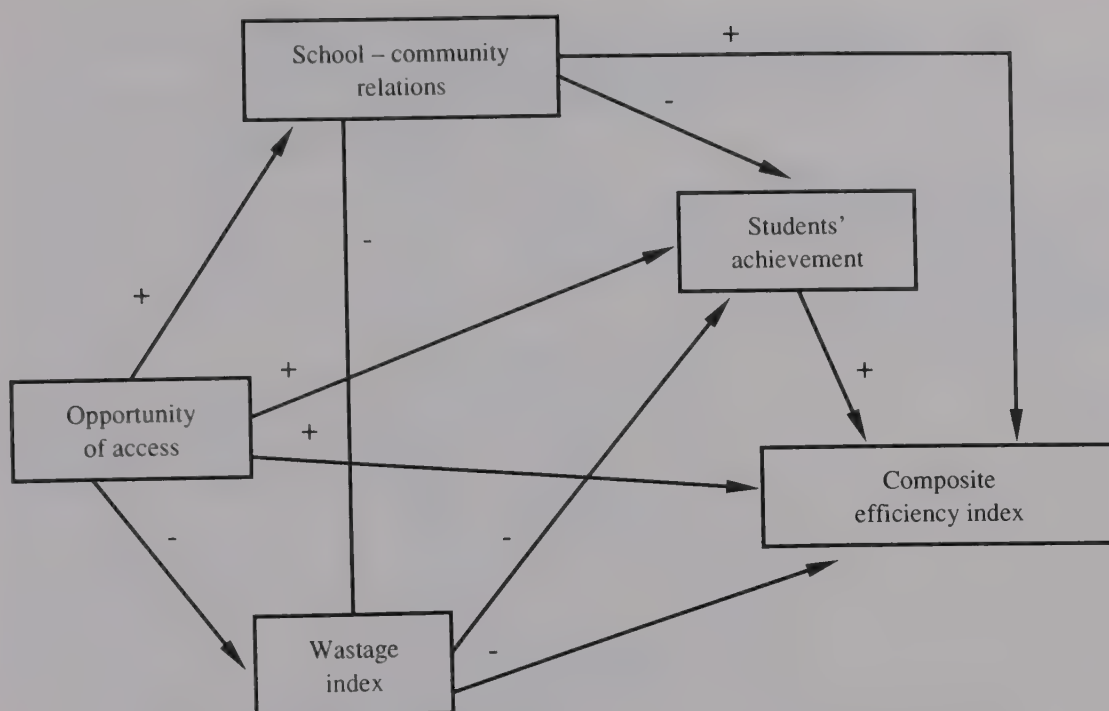 School – community
relations
+
-
Students’
achievement
-
+
+
+
+
Opportunity
of access
Composite
efficiency index
-
-
-
Wastage
index